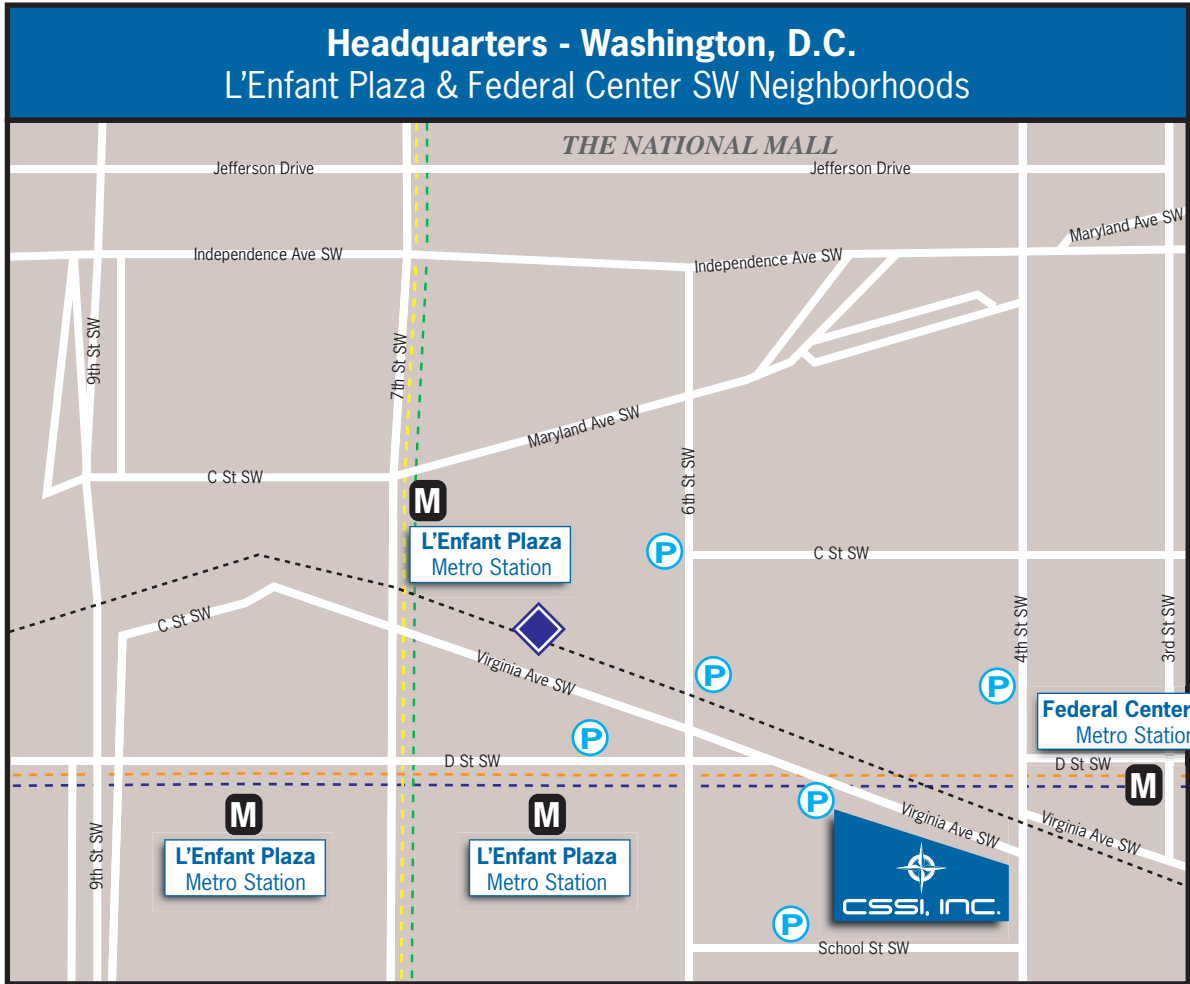 Headquarters - Washington, D.C.
L'Enfant Plaza & Federal Center SW Neighborhoods
THE NATIONAL MALL
Jefferson Drive
Jefferson Drive
Maryland Ave SW
Independence Ave SW
Independence Ave SW
9th St SW
7th St SW
Maryland Ave SW
C St SW
6th St SW
M
L'Enfant Plaza
Metro Station
P
C St SW
C St SW
4th St SW
3rd St SW
Virginia Ave SW
P
P
Federal Center
Metro Station
P
D St SW
D St SW
M
P
M
M
Virginia Ave SW
Virginia Ave SW
9th St SW
L'Enfant Plaza
Metro Station
L'Enfant Plaza
Metro Station
CSSI, INC.
P
School St SW